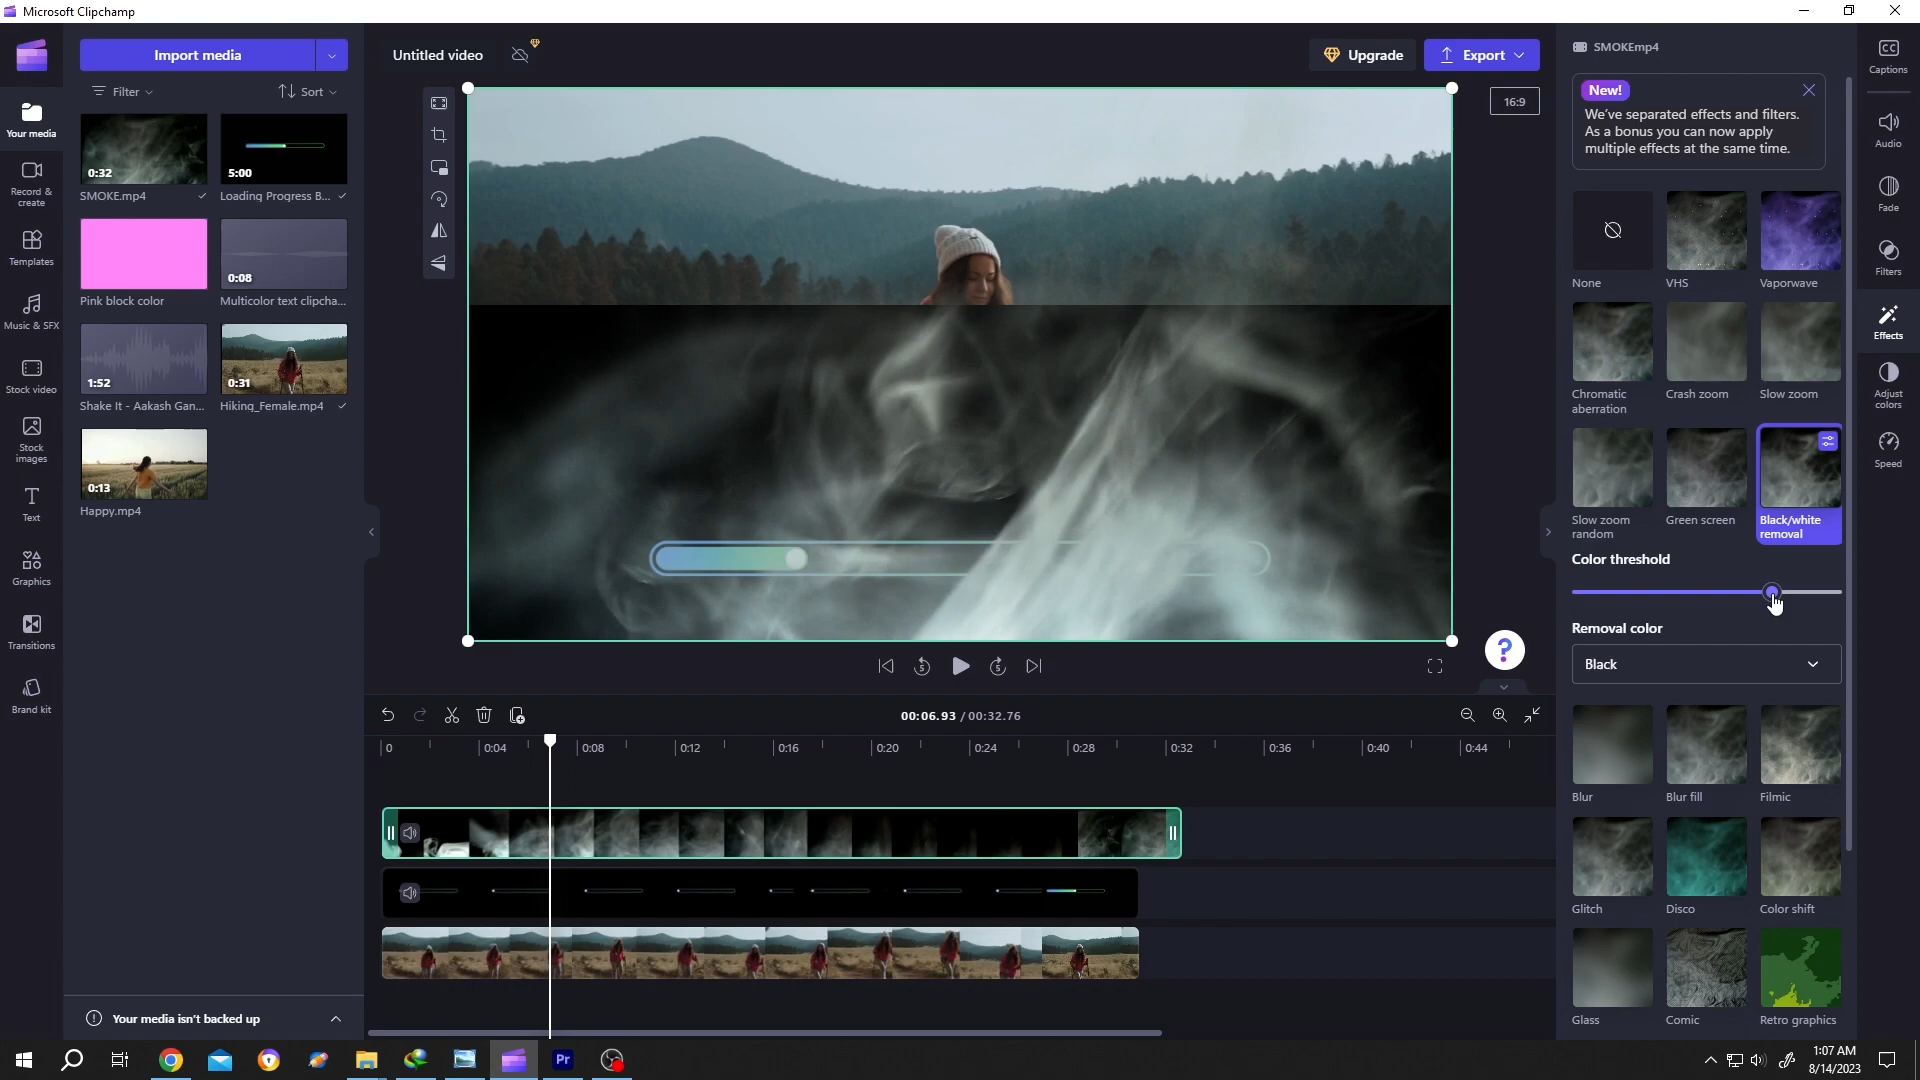 Microsoft Clipchamp
Import media
Untitled video
Upgrade
Export
SMOKEmp4
Captions
Filter
Sort
16:9
New!
We've separated effects and filters.
As a bonus you can now apply
multiple effects at the same time.
Your media
0:32
SMOKE.mp4
5:00
Loading Progress B...
Audio
Record &
create
None
VHS
Vaporwave
Fade
Templates
Pink block color
0:08
Multicolor text clipcha...
Filters
Music & SFX
1:52
Shake It - Aakash Gan...
0:31
Hiking_Female.mp4
Chromatic
aberration
Crash zoom
Slow zoom
Effects
Stock video
Adjust
colors
Stock
images
0:13
Happy.mp4
Slow zoom
random
Green screen
Black/white
removal
Speed
Text
Color threshold
Graphics
Removal color
Black
Transitions
5
5
?
Brand kit
00:06.93 / 00:32.76
0
0:04
0:08
0:12
0:16
0:20
0:24
0:28
0:32
0:36
0:40
0:44
Blur
Blur fill
Filmic
Glitch
Disco
Color shift
Glass
Comic
Retro graphics
Your media isn't backed up
Pr
1:07 AM
8/14/2023